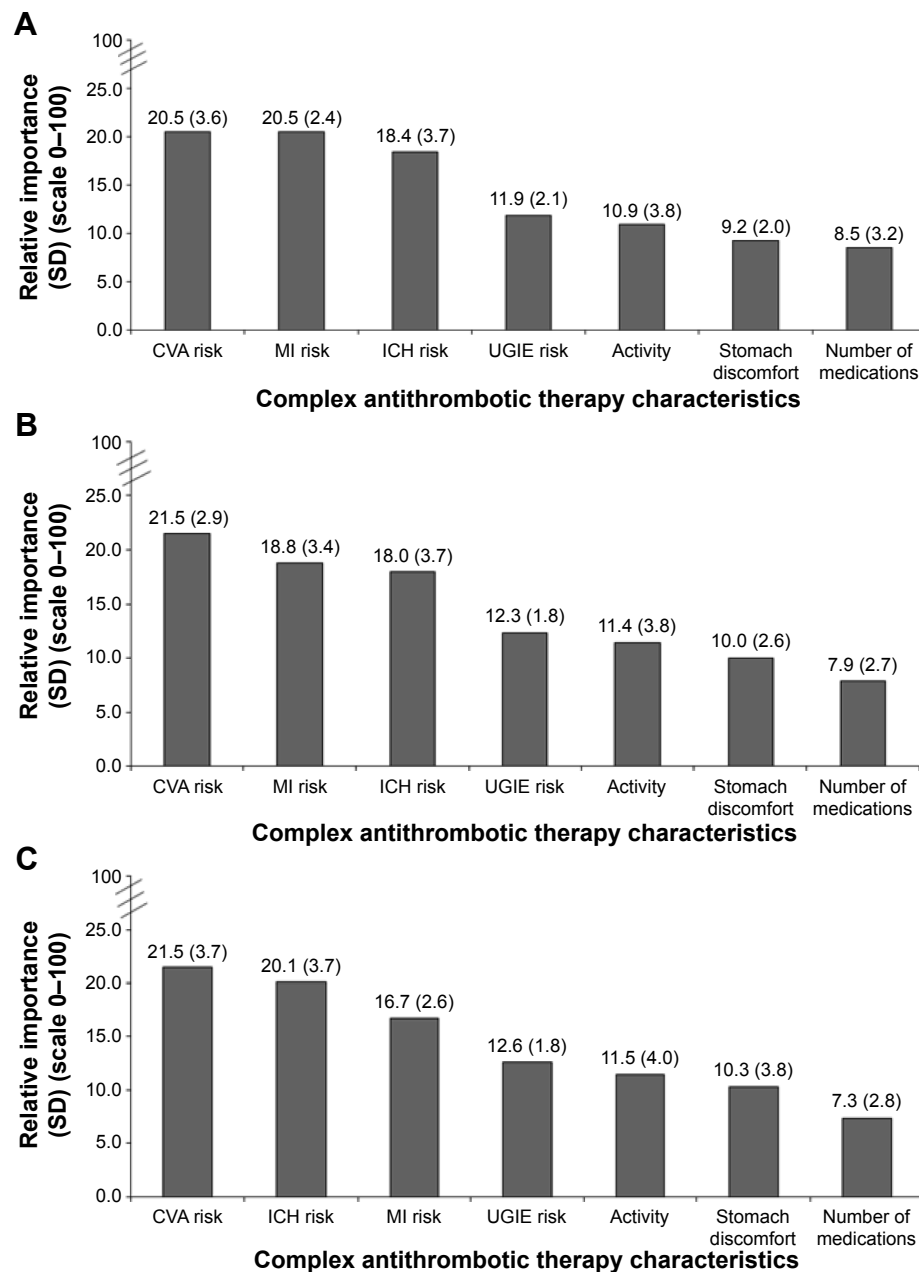 A
Relative importance
(SD) (scale 0–100)
100
25.0
20.0
15.0
10.0
5.0
0.0
20.5 (3.6)
20.5 (2.4)
18.4 (3.7)
11.9 (2.1)
10.9 (3.8)
9.2 (2.0)
8.5 (3.2)
CVA risk
MI risk
ICH risk
UGIE risk
Activity
Stomach
discomfort
Number of
medications
Complex antithrombotic therapy characteristics
B
Relative importance
(SD) (scale 0–100)
100
25.0
20.0
15.0
10.0
5.0
0.0
21.5 (2.9)
18.8 (3.4)
18.0 (3.7)
12.3 (1.8)
11.4 (3.8)
10.0 (2.6)
7.9 (2.7)
CVA risk
MI risk
ICH risk
UGIE risk
Activity
Stomach
discomfort
Number of
medications
Complex antithrombotic therapy characteristics
C
Relative importance
(SD) (scale 0–100)
100
25.0
20.0
15.0
10.0
5.0
0.0
21.5 (3.7)
20.1 (3.7)
16.7 (2.6)
12.6 (1.8)
11.5 (4.0)
10.3 (3.8)
7.3 (2.8)
CVA risk
ICH risk
MI risk
UGIE risk
Activity
Stomach
discomfort
Number of
medications
Complex antithrombotic therapy characteristics